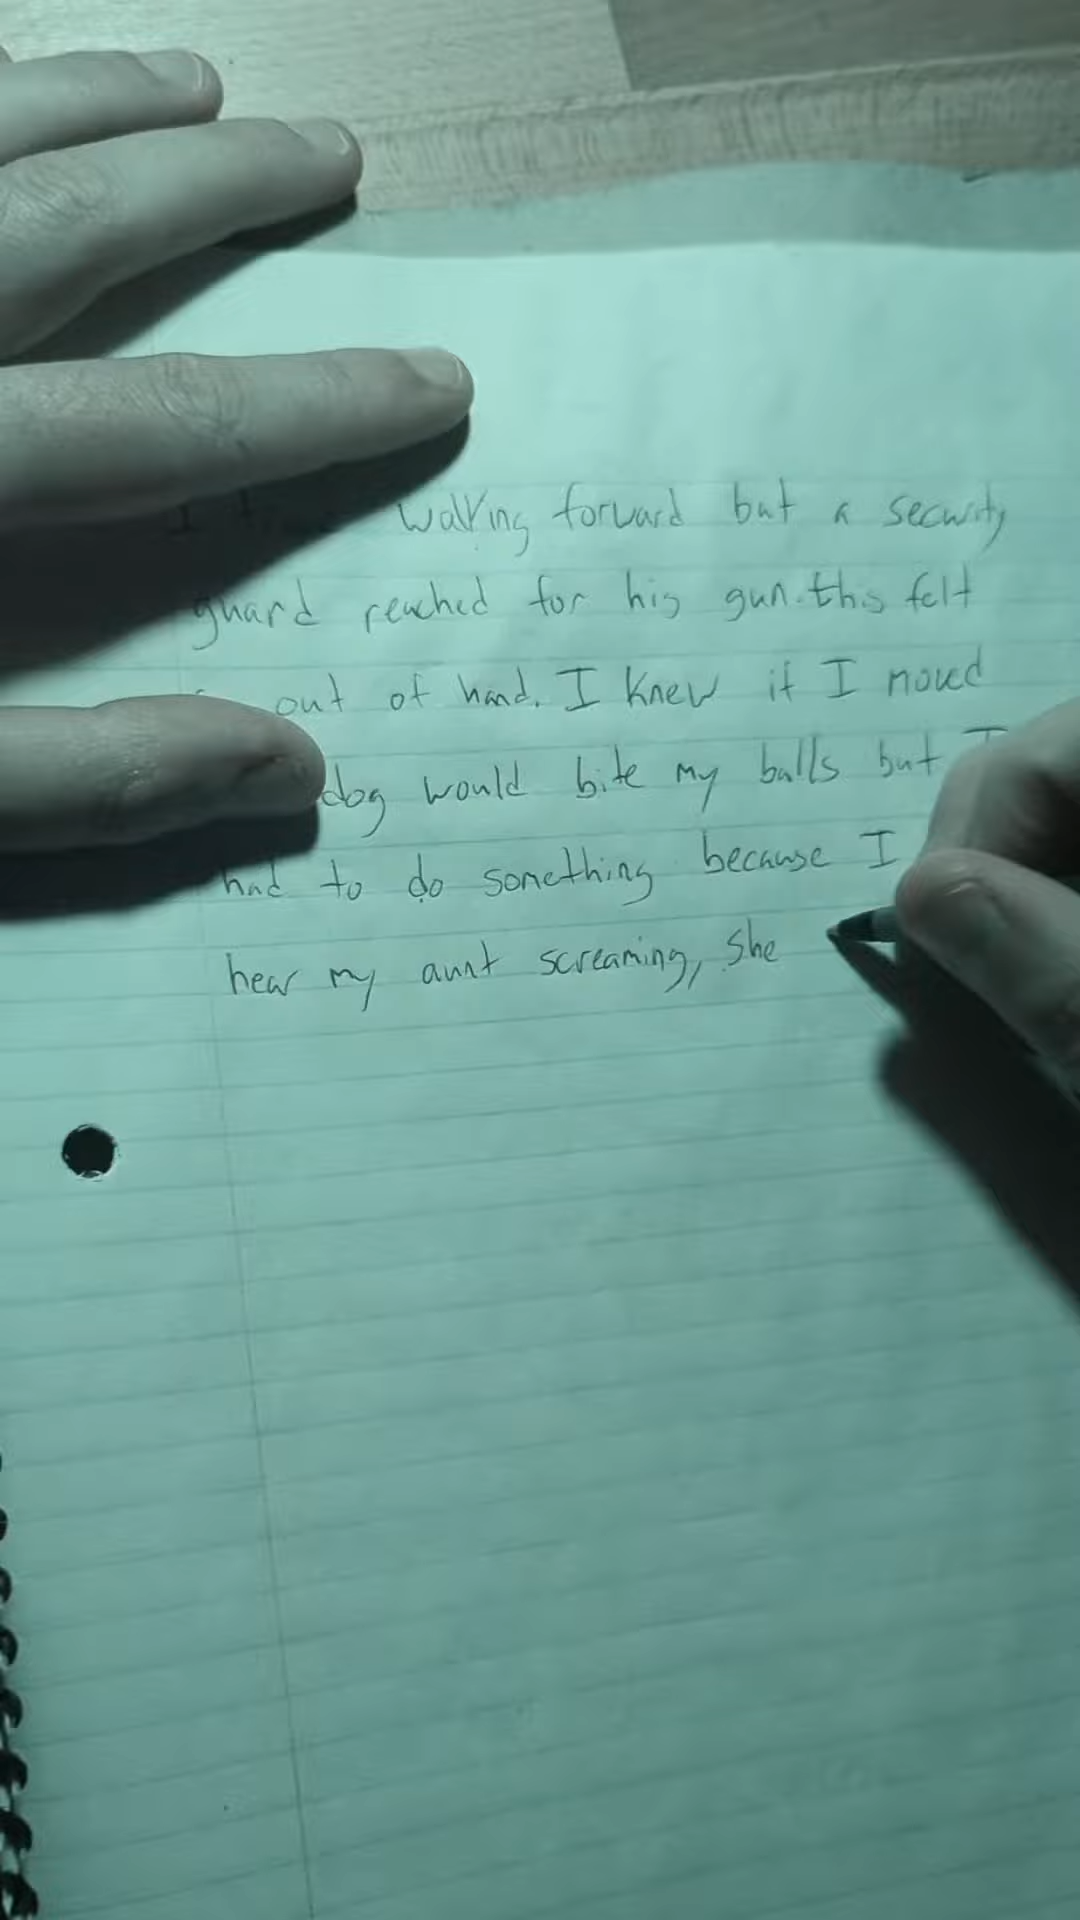 I walking forward but a security
guard reached for his gun. this felt
out of hand. I knew if I moved
dog would bite my balls but I
had to do something because I
hear my aunt screaming, she